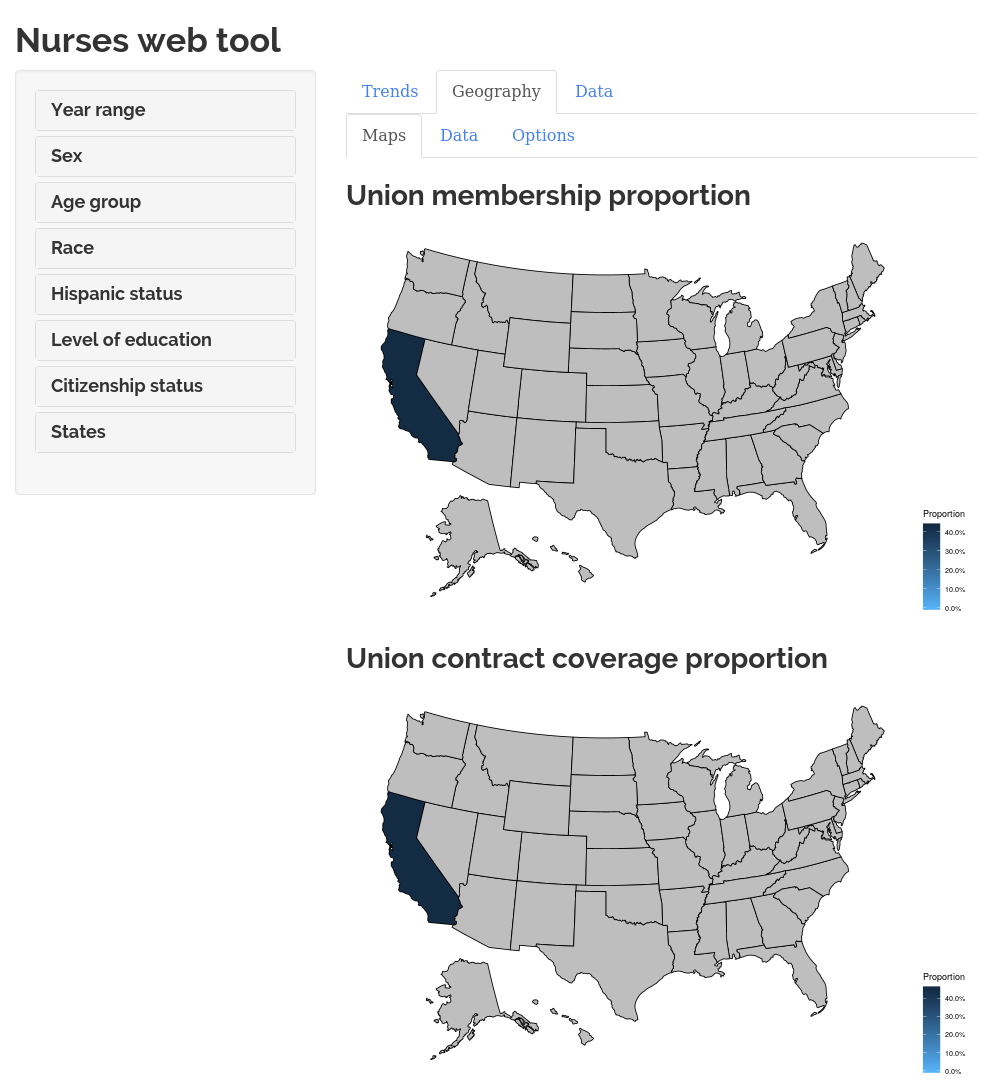 Nurses web tool
Year range
Sex
Age group
Race
Hispanic status
Level of education
Citizenship status
States
Trends Geography Data
Maps Data Options
Union membership proportion
Proportion
40.0%
30.0%
20.0%
10.0%
0.0%
Union contract coverage proportion
Proportion
40.0%
30.0%
20.0%
10.0%
0.0%